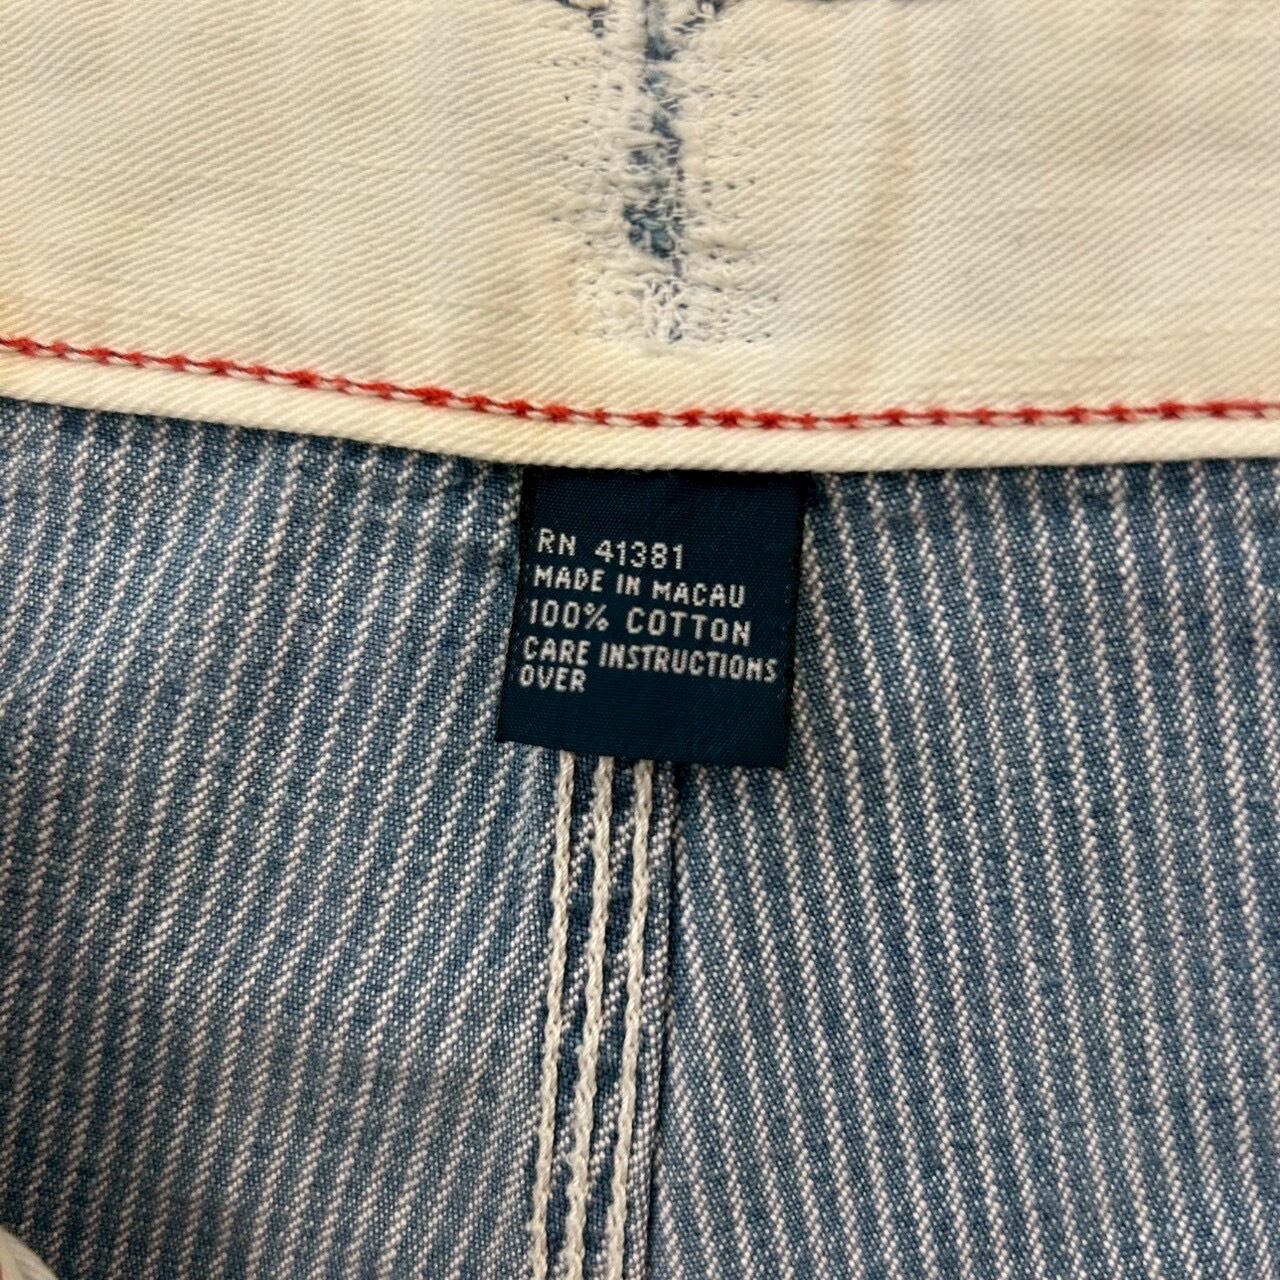 RN 41381
MADE IN MACAU
100% COTTON
CARE INSTRUCTIONS
OVER